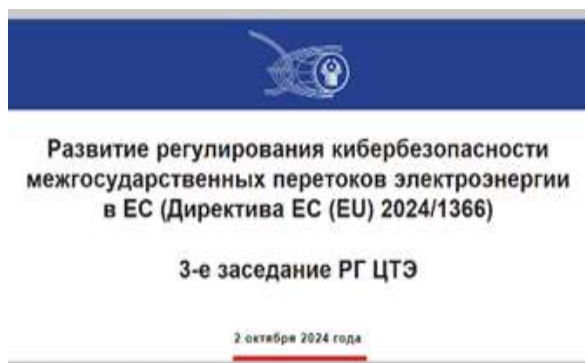 Развитие регулирования кибербезопасности
межгосударственных перетоков электроэнергии
в ЕС (Директива ЕС (EU) 2024/1366)
3-е заседание РГ ЦТЭ
2 октября 2024 года